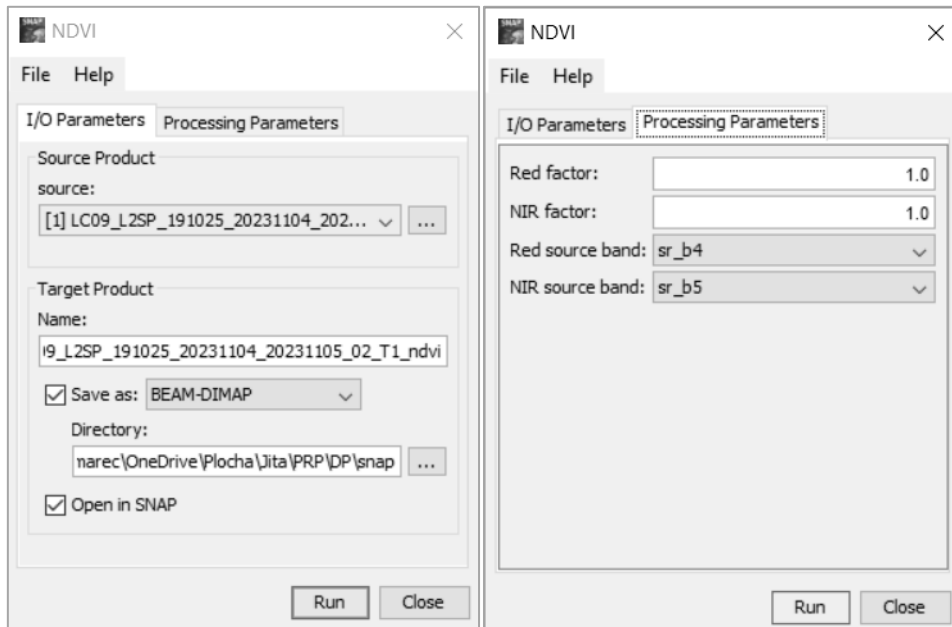 NDVI
File Help
I/O Parameters Processing Parameters
Source Product
source:
[1] LC09_L2SP_191025_20231104_202... ...
Target Product
Name:
9_L2SP_191025_20231104_20231105_02_T1_ndvi
Save as: BEAM-DIMAP
Directory:
marec\OneDrive\Plocha\Jita\PRP\DP\snap ...
Open in SNAP
Run Close
NDVI
File Help
I/O Parameters Processing Parameters
Red factor: 1.0
NIR factor: 1.0
Red source band: sr_b4
NIR source band: sr_b5
Run Close